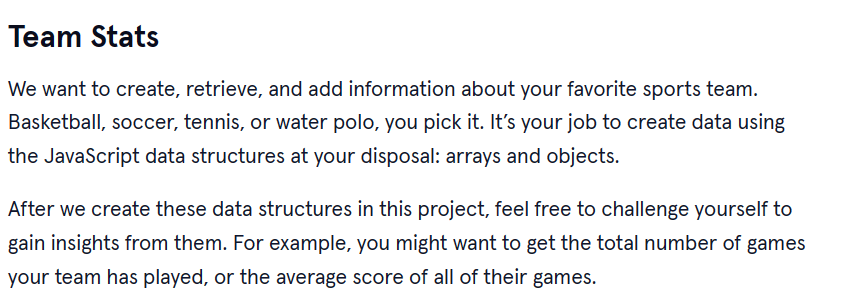 Team Stats
We want to create, retrieve, and add information about your favorite sports team.
Basketball, soccer, tennis, or water polo, you pick it. It’s your job to create data using
the JavaScript data structures at your disposal: arrays and objects.
After we create these data structures in this project, feel free to challenge yourself to
gain insights from them. For example, you might want to get the total number of games
your team has played, or the average score of all of their games.